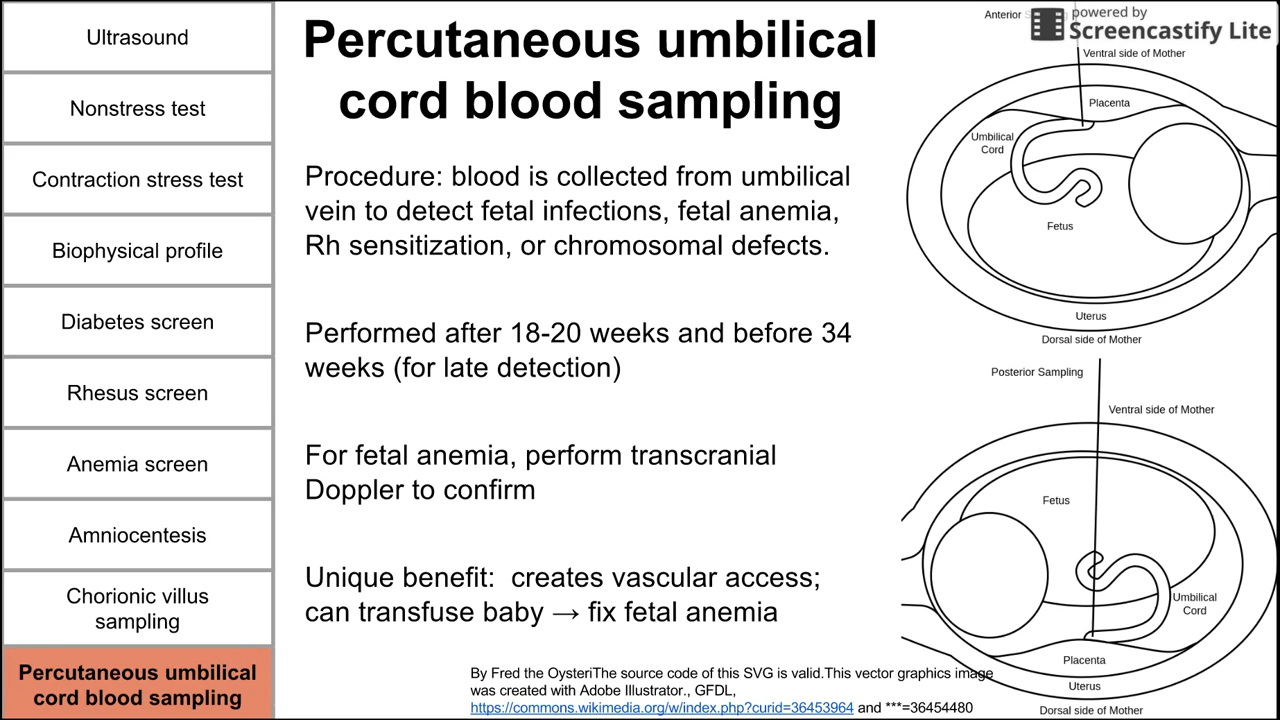 Ultrasound
Nonstress test
Contraction stress test
Biophysical profile
Diabetes screen
Rhesus screen
Anemia screen
Amniocentesis
Chorionic villus
sampling
Percutaneous umbilical
cord blood sampling
Percutaneous umbilical
cord blood sampling
Procedure: blood is collected from umbilical
vein to detect fetal infections, fetal anemia,
Rh sensitization, or chromosomal defects.
Performed after 18-20 weeks and before 34
weeks (for late detection)
For fetal anemia, perform transcranial
Doppler to confirm
Unique benefit:  creates vascular access;
can transfuse baby → fix fetal anemia
By Fred the OysteriThe source code of this SVG is valid.This vector graphics image
was created with Adobe Illustrator., GFDL,
https://commons.wikimedia.org/w/index.php?curid=36453964 and ***=36454480
powered by
Screencastify Lite
Anterior
Ventral side of Mother
Placenta
Umbilical
Cord
Fetus
Uterus
Dorsal side of Mother
Posterior Sampling
Ventral side of Mother
Fetus
Umbilical
Cord
Placenta
Uterus
Dorsal side of Mother